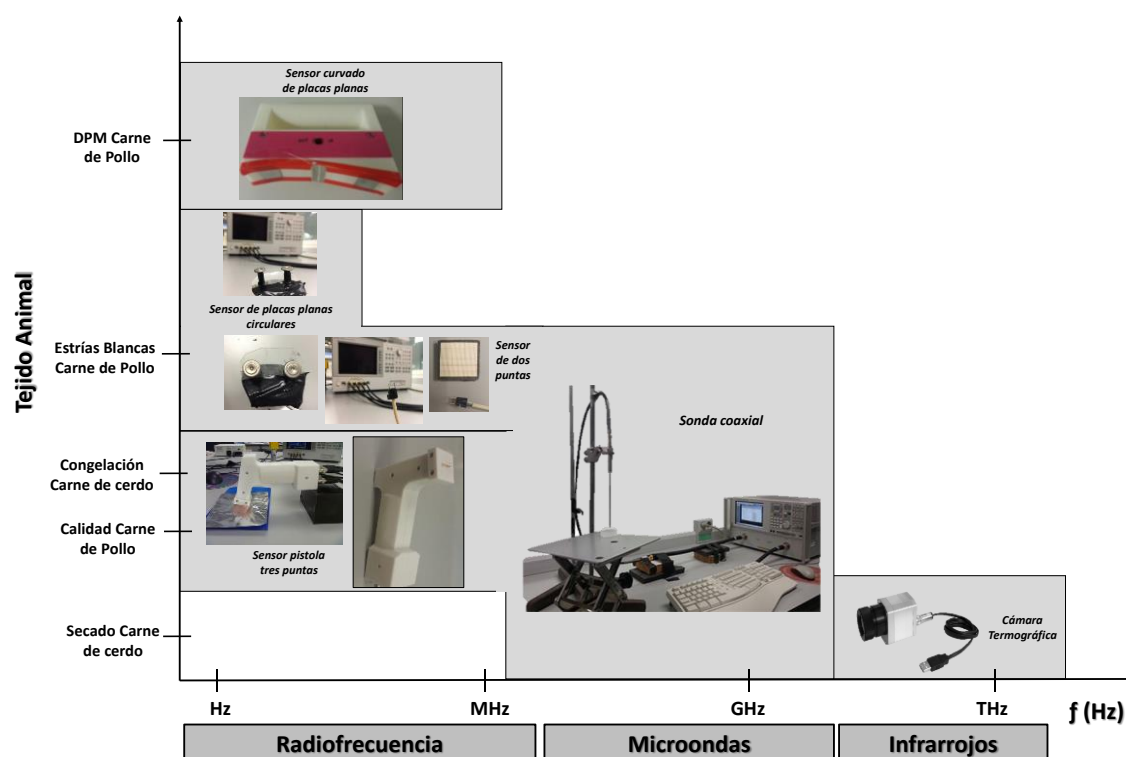 Sensor curvado
de placas planas
DPM Carne
de Pollo
Sensor de placas planas
circulares
Tejido Animal
Estrías Blancas
Carne de Pollo
Sensor
de dos
puntas
Sonda coaxial
Congelación
Carne de cerdo
Calidad Carne
de Pollo
Sensor pistola
tres puntas
Secado Carne
de cerdo
Cámara
Termográfica
Hz
MHz
GHz
THz
ƒ (Hz)
Radiofrecuencia
Microondas
Infrarrojos